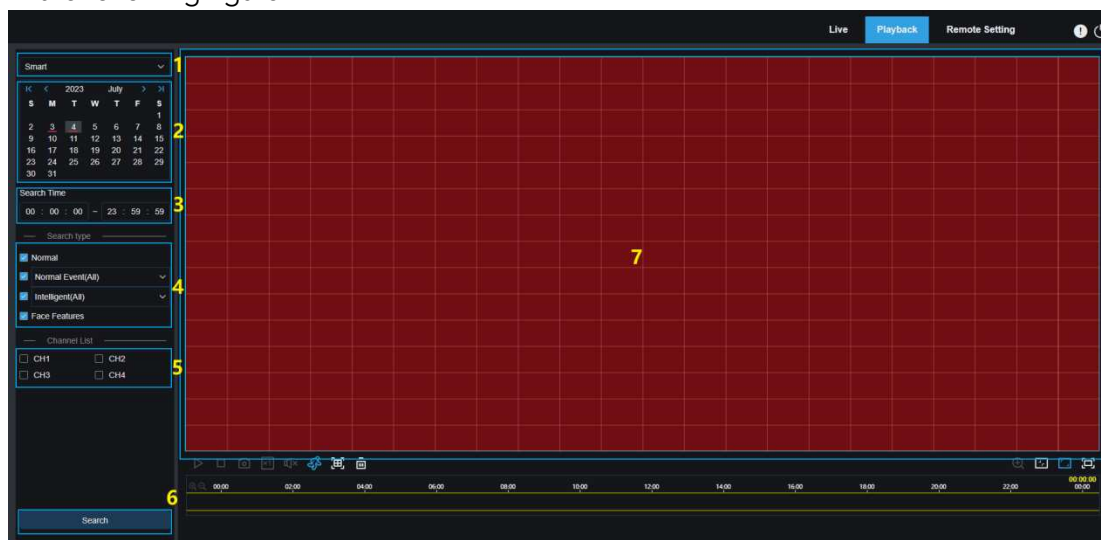 Live Playback Remote Setting
Smart 1
2023 July
S M T W T F S
1
2 3 4 5 6 7 8
9 10 11 12 13 14 15
16 17 18 19 20 21 22
23 24 25 26 27 28 29
30 31
2
Search Time
00 : 00 : 00 – 23 : 59 : 59
3
Search type
Normal
Normal Event(All)
Intelligent(All)
Face Features
4
Channel List
CH1 CH2
CH3 CH4
5
7
00:00:00
00:00 02:00 04:00 06:00 08:00 10:00 12:00 14:00 16:00 18:00 20:00 22:00 00:00
6
Search